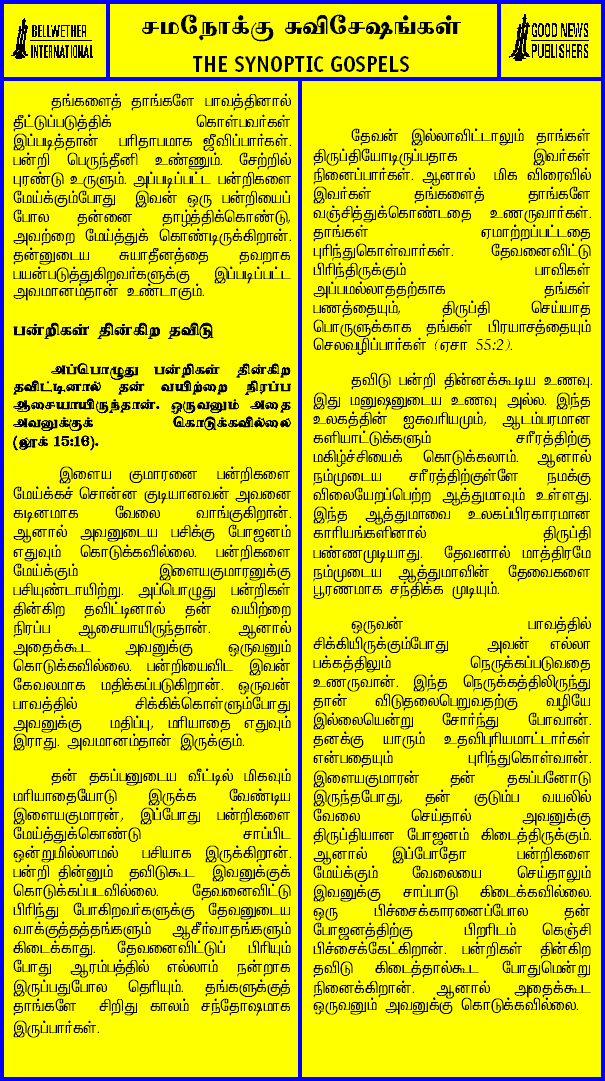 BELLWETHER
INTERNATIONAL
சமநோக்கு சுவிசேஷங்கள்
THE SYNOPTIC GOSPELS
GOOD NEWS
PUBLISHERS
தங்களைத் தாங்களே பாவத்தினால்
தீட்டுப்படுத்திக் கொள்பவர்கள்
இப்படித்தான் பரிதாபமாக ஜீவிப்பார்கள்.
பன்றி பெருந்தீனி உண்ணும். சேற்றில்
புரண்டு உருளும். அப்படிப்பட்ட பன்றிகளை
மேய்க்கும்போது இவன் ஒரு பன்றியைப்
போல தன்னை தாழ்த்திக்கொண்டு,
அவற்றை மேய்த்துக் கொண்டிருக்கிறான்.
தன்னுடைய சுயாதீனத்தை தவறாக
பயன்படுத்துகிறவர்களுக்கு இப்படிப்பட்ட
அவமானம்தான் உண்டாகும்.
பன்றிகள் தின்கிற தவிடு
அப்பொழுது பன்றிகள் தின்கிற
தவிட்டினால் தன் வயிற்றை நிரப்ப
ஆசையாயிருந்தான். ஒருவனும் அதை
அவனுக்குக் கொடுக்கவில்லை
(லூக் 15:16).
இளைய குமாரனை பன்றிகளை
மேய்க்கச் சொன்ன குடியானவன் அவனை
கடினமாக வேலை வாங்குகிறான்.
ஆனால் அவனுடைய பசிக்கு போஜனம்
எதுவும் கொடுக்கவில்லை. பன்றிகளை
மேய்க்கும் இளையகுமாரனுக்கு
பசியுண்டாயிற்று. அப்பொழுது பன்றிகள்
தின்கிற தவிட்டினால் தன் வயிற்றை
நிரப்ப ஆசையாயிருந்தான். ஆனால்
அதைக்கூட அவனுக்கு ஒருவனும்
கொடுக்கவில்லை. பன்றியைவிட இவன்
கேவலமாக மதிக்கப்படுகிறான். ஒருவன்
பாவத்தில் சிக்கிக்கொள்ளும்போது
அவனுக்கு மதிப்பு, மரியாதை எதுவும்
இராது. அவமானம்தான் இருக்கும்.
தன் தகப்பனுடைய வீட்டில் மிகவும்
மரியாதையோடு இருக்க வேண்டிய
இளையகுமாரன், இப்போது பன்றிகளை
மேய்த்துக்கொண்டு சாப்பிட
ஒன்றுமில்லாமல் பசியாக இருக்கிறான்.
பன்றி தின்னும் தவிடுகூட இவனுக்குக்
கொடுக்கப்படவில்லை. தேவனைவிட்டு
பிரிந்து போகிறவர்களுக்கு தேவனுடைய
வாக்குத்தத்தங்களும் ஆசீர்வாதங்களும்
கிடைக்காது. தேவனைவிட்டுப் பிரியும்
போது ஆரம்பத்தில் எல்லாம் நன்றாக
இருப்பதுபோல தெரியும். தங்களுக்குத்
தாங்களே சிறிது காலம் சந்தோஷமாக
இருப்பார்கள்.
தேவன் இல்லாவிட்டாலும் தாங்கள்
திருப்தியோடிருப்பதாக இவர்கள்
நினைப்பார்கள். ஆனால் மிக விரைவில்
இவர்கள் தங்களைத் தாங்களே
வஞ்சித்துக்கொண்டதை உணருவார்கள்.
தாங்கள் ஏமாற்றப்பட்டதை
புரிந்துகொள்வார்கள். தேவனைவிட்டு
பிரிந்திருக்கும் பாவிகள்
அப்பமல்லாததற்காக தங்கள்
பணத்தையும், திருப்தி செய்யாத
பொருளுக்காக தங்கள் பிரயாசத்தையும்
செலவழிப்பார்கள் (ஏசா 55:2).
தவிடு பன்றி தின்னக்கூடிய உணவு.
இது மனுஷனுடைய உணவு அல்ல. இந்த
உலகத்தின் ஐசுவரியமும், ஆடம்பரமான
களியாட்டுக்களும் சரீரத்திற்கு
மகிழ்ச்சியைக் கொடுக்கலாம். ஆனால்
நம்முடைய சரீரத்திற்குள்ளே நமக்கு
விலையேறப்பெற்ற ஆத்துமாவும் உள்ளது.
இந்த ஆத்துமாவை உலகப்பிரகாரமான
காரியங்களினால் திருப்தி
பண்ணமுடியாது. தேவனால் மாத்திரமே
நம்முடைய ஆத்துமாவின் தேவைகளை
பூரணமாக சந்திக்க முடியும்.
ஒருவன் பாவத்தில்
சிக்கியிருக்கும்போது அவன் எல்லா
பக்கத்திலும் நெருக்கப்படுவதை
உணருவான். இந்த நெருக்கத்திலிருந்து
தான் விடுதலைபெறுவதற்கு வழியே
இல்லையென்று சோர்ந்து போவான்.
தனக்கு யாரும் உதவிபுரியமாட்டார்கள்
என்பதையும் புரிந்துகொள்வான்.
இளையகுமாரன் தன் தகப்பனோடு
இருந்தபோது, தன் குடும்ப வயலில்
வேலை செய்தால் அவனுக்கு
திருப்தியான போஜனம் கிடைத்திருக்கும்.
ஆனால் இப்போதோ பன்றிகளை
மேய்க்கும் வேலையை செய்தாலும்
இவனுக்கு சாப்பாடு கிடைக்கவில்லை.
ஒரு பிச்சைக்காரனைப்போல தன்
போஜனத்திற்கு பிறரிடம் கெஞ்சி
பிச்சைக்கேட்கிறான். பன்றிகள் தின்கிற
தவிடு கிடைத்தால்கூட போதுமென்று
நினைக்கிறான். ஆனால் அதைக்கூட
ஒருவனும் அவனுக்கு கொடுக்கவில்லை.